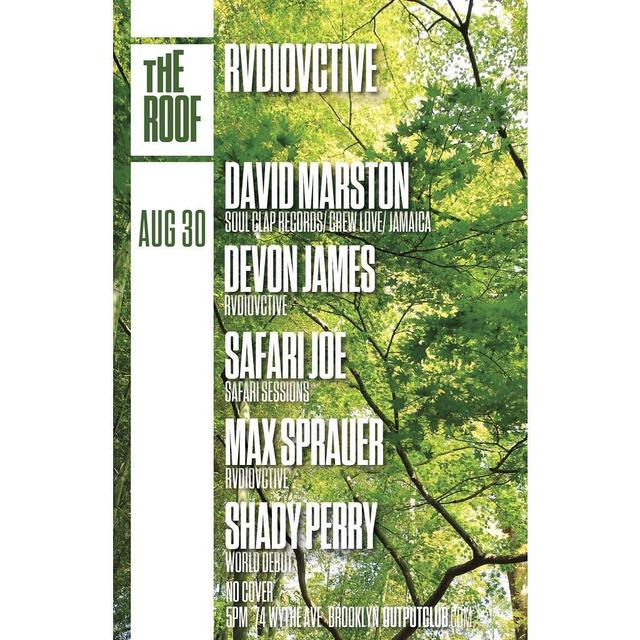 THE
ROOF
AUG 30
RVDIOVCTIVE
DAVID MARSTON
SOUL CLAP RECORDS/ CREW LOVE/ JAMAICA
DEVON JAMES
RVDIOVCTIVE
SAFARI JOE
SAFARI SESSIONS
MAX SPRAUER
RVDIOVCTIVE
SHADY PERRY
WORLD DEBUT
NO COVER
5PM 74 WYTHE AVE BROOKLYN OUTPUTCLUB.COM